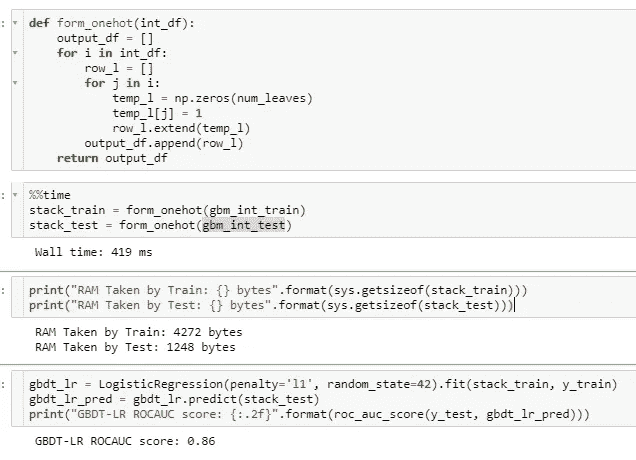 def form_onehot(int_df):
    output_df = []
    for i in int_df:
        row_l = []
        for j in i:
            temp_l = np.zeros(num_leaves)
            temp_l[j] = 1
            row_l.extend(temp_l)
        output_df.append(row_l)
    return output_df
%%time
stack_train = form_onehot(gbm_int_train)
stack_test = form_onehot(gbm_int_test)
Wall time: 419 ms
print("RAM Taken by Train: {} bytes".format(sys.getsizeof(stack_train)))
print("RAM Taken by Test: {} bytes".format(sys.getsizeof(stack_test)))
RAM Taken by Train: 4272 bytes
RAM Taken by Test: 1248 bytes
gbdt_lr = LogisticRegression(penalty='l1', random_state=42).fit(stack_train, y_train)
gbdt_lr_pred = gbdt_lr.predict(stack_test)
print("GBDT-LR ROCAUC score: {:.2f}".format(roc_auc_score(y_test, gbdt_lr_pred)))
GBDT-LR ROCAUC score: 0.86